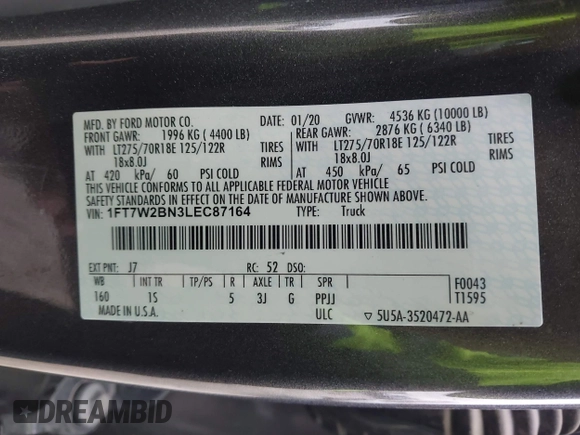 MFD. BY FORD MOTOR CO.
DATE: 01/20 GVWR: 4536 KG (10000 LB)
FRONT GAWR: 1996 KG (4400 LB) REAR GAWR: 2876 KG (6340 LB)
WITH LT275/70R18E 125/122R TIRES WITH LT275/70R18E 125/122R TIRES
18x8.0J RIMS 18x8.0J RIMS
AT 420 kPa/ 60 PSI COLD AT 450 kPa/ 65 PSI COLD
THIS VEHICLE CONFORMS TO ALL APPLICABLE FEDERAL MOTOR VEHICLE
SAFETY STANDARDS IN EFFECT ON THE DATE OF MANUFACTURE SHOWN ABOVE.
VIN: 1FT7W2BN3LEC87164 TYPE: Truck
EXT PNT: J7 RC: 52 DSO:
WB INT TR TP/PS R AXLE TR SPR F0043
160 1S 5 3J G PPJJ T1595
MADE IN U.S.A. ULC ▽ 5U5A-3520472-AA
DREAMBID